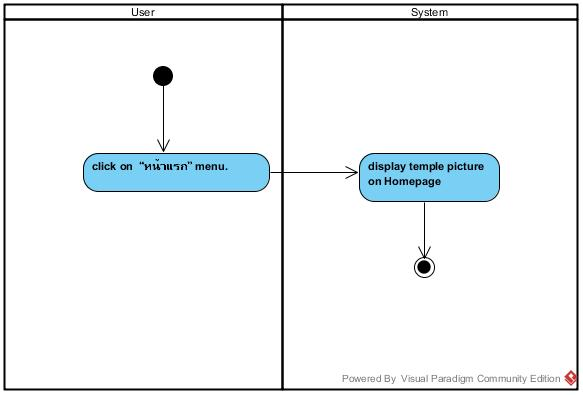 User
System
click on "หน้าแรก" menu.
display temple picture
on Homepage
Powered By Visual Paradigm Community Edition